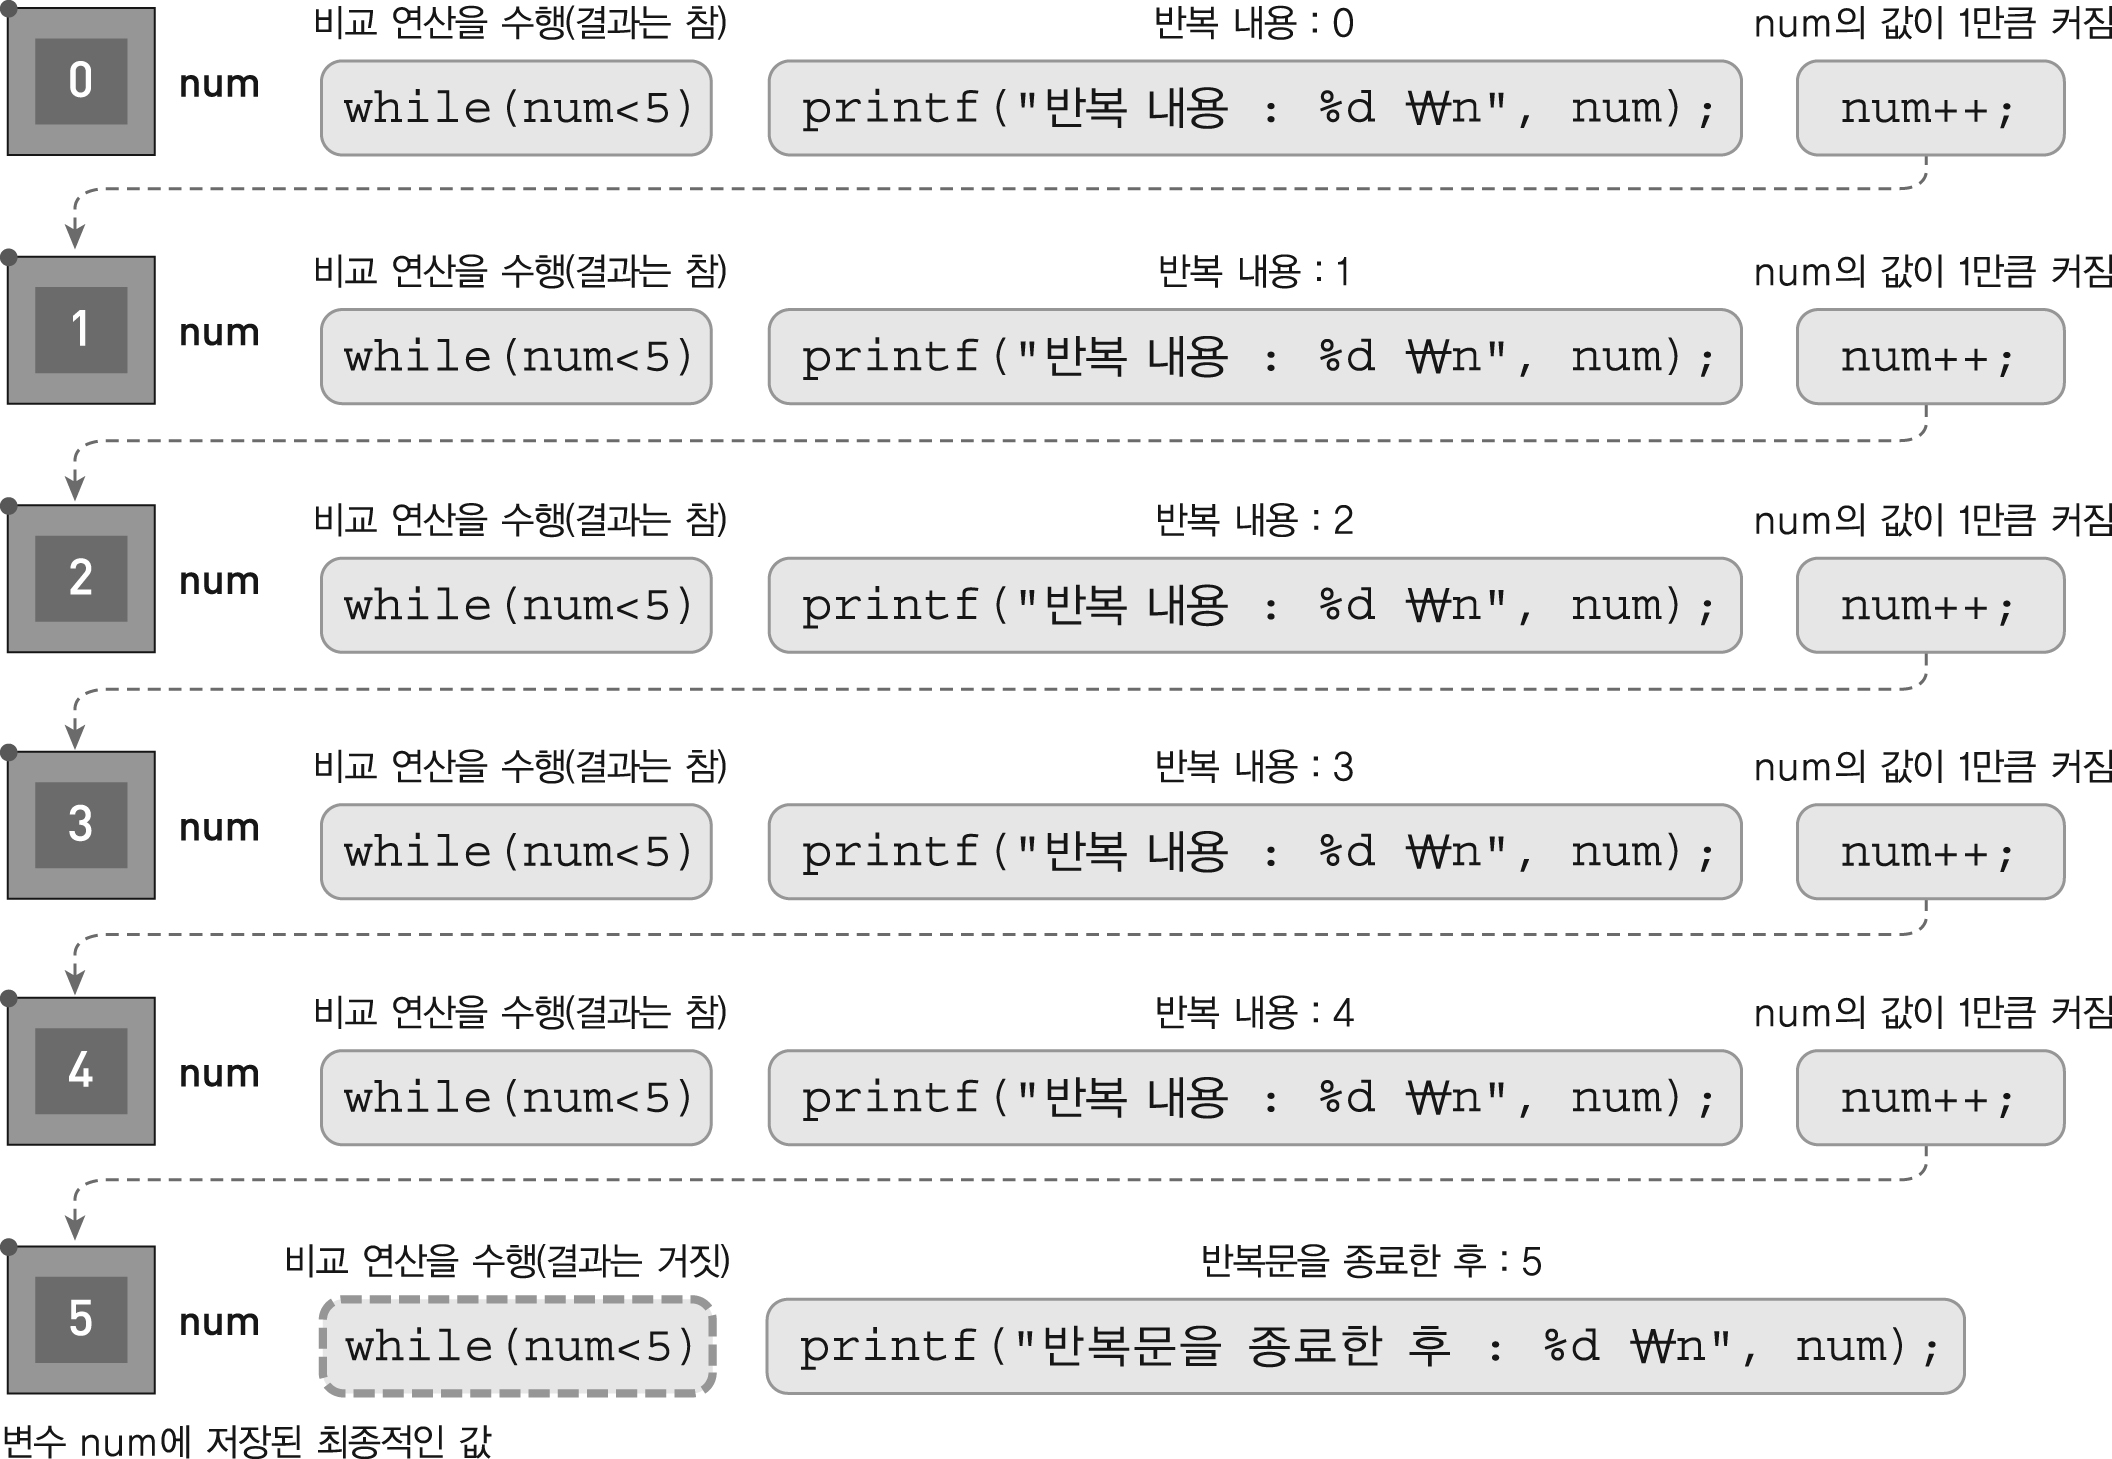 비교 연산을 수행(결과는 참) 반복 내용 : 0 num의 값이 1만큼 커짐
0 num while(num<5) printf("반복 내용 : %d ₩n", num); num++;
비교 연산을 수행(결과는 참) 반복 내용 : 1 num의 값이 1만큼 커짐
1 num while(num<5) printf("반복 내용 : %d ₩n", num); num++;
비교 연산을 수행(결과는 참) 반복 내용 : 2 num의 값이 1만큼 커짐
2 num while(num<5) printf("반복 내용 : %d ₩n", num); num++;
비교 연산을 수행(결과는 참) 반복 내용 : 3 num의 값이 1만큼 커짐
3 num while(num<5) printf("반복 내용 : %d ₩n", num); num++;
비교 연산을 수행(결과는 참) 반복 내용 : 4 num의 값이 1만큼 커짐
4 num while(num<5) printf("반복 내용 : %d ₩n", num); num++;
비교 연산을 수행(결과는 거짓) 반복문을 종료한 후 : 5
5 num while(num<5) printf("반복문을 종료한 후 : %d ₩n", num);
변수 num에 저장된 최종적인 값